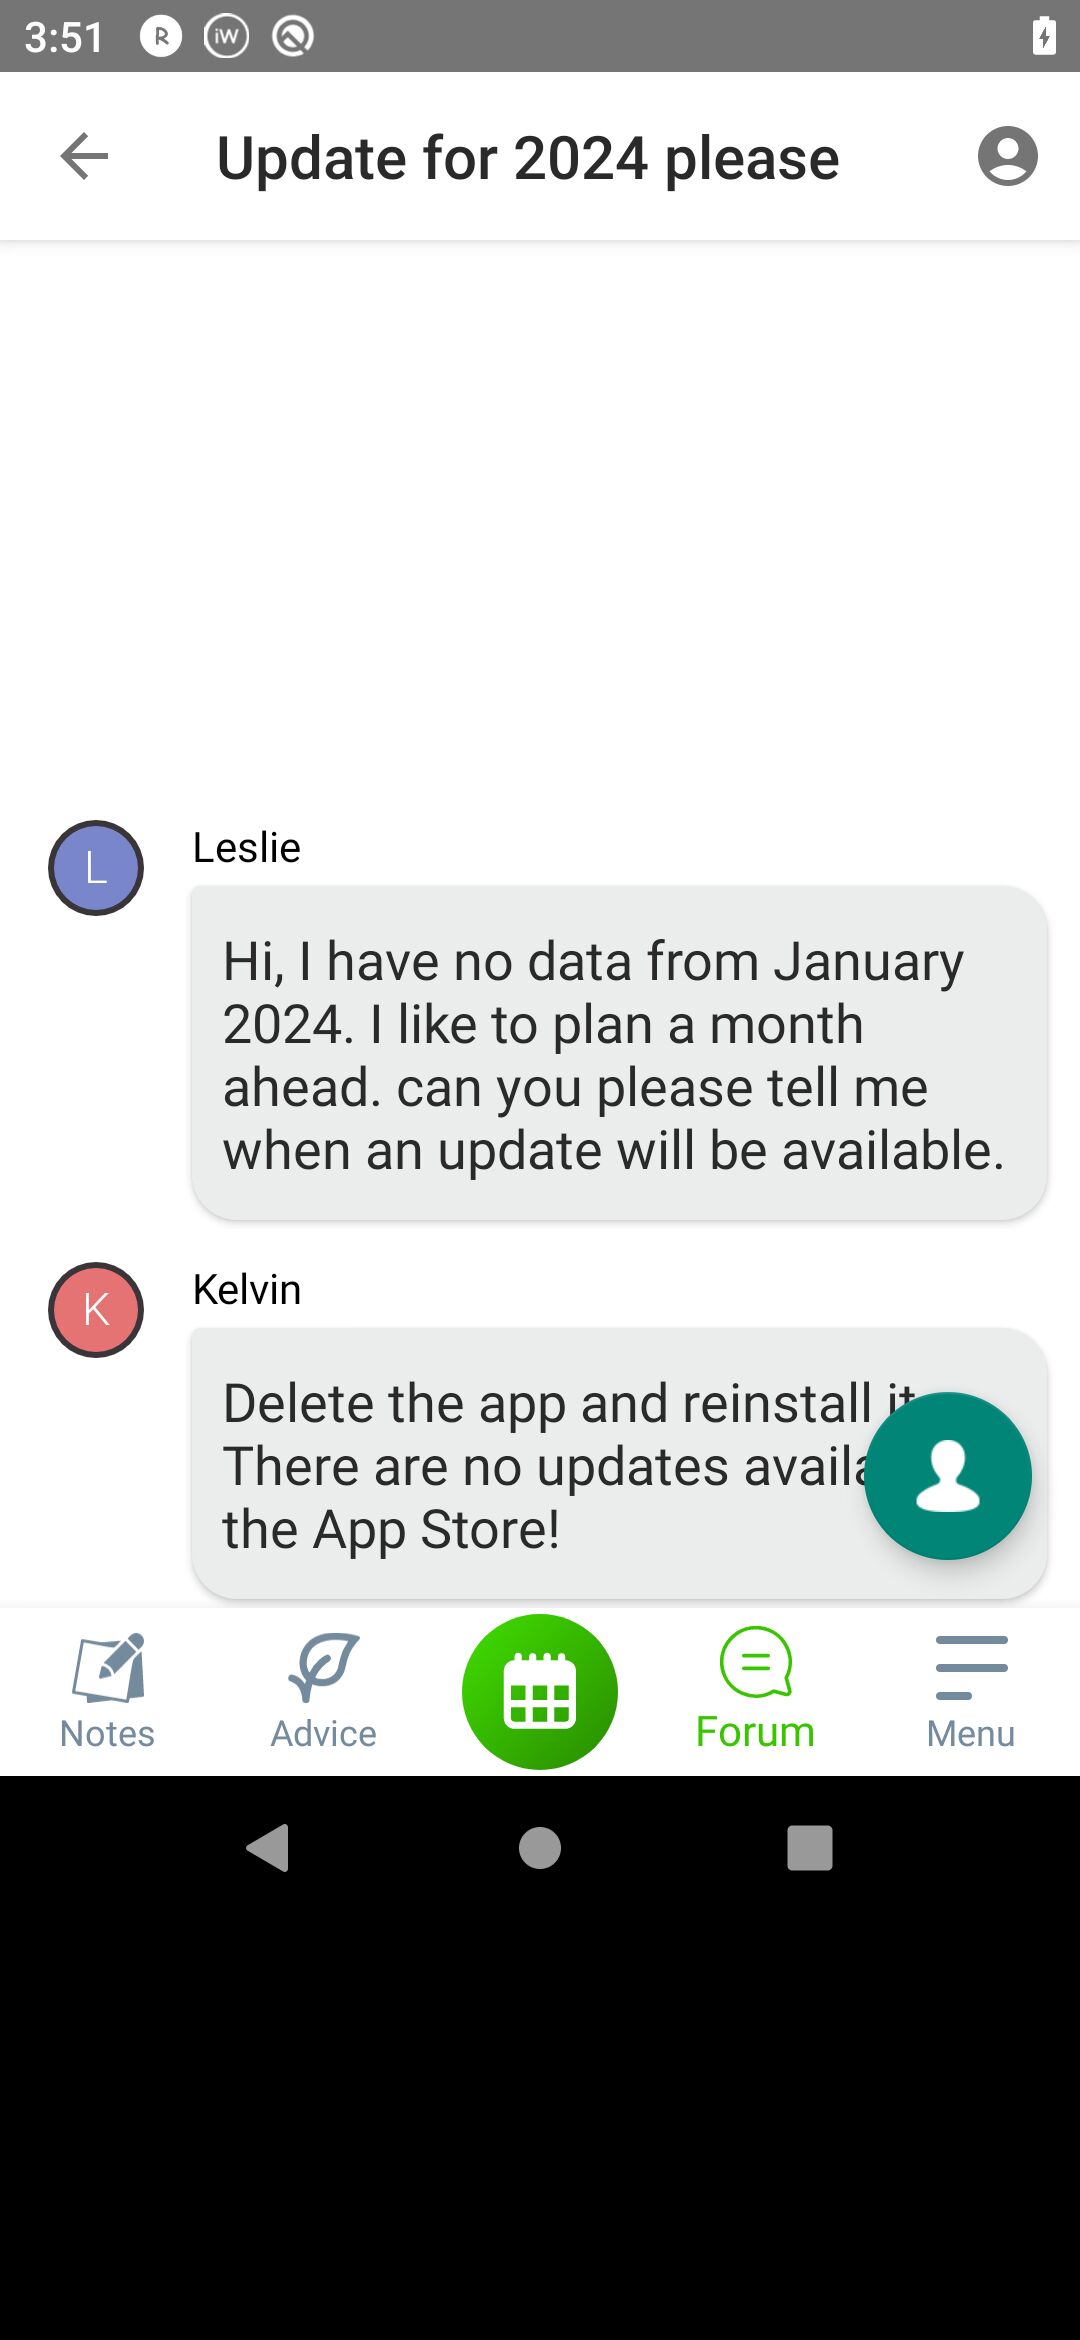 3:51
R
iW
Update for 2024 please
L
Leslie
Hi, I have no data from January
2024. I like to plan a month
ahead. can you please tell me
when an update will be available.
K
Kelvin
Delete the app and reinstall it
There are no updates
the App Store!
Notes
Advice
Forum
Menu